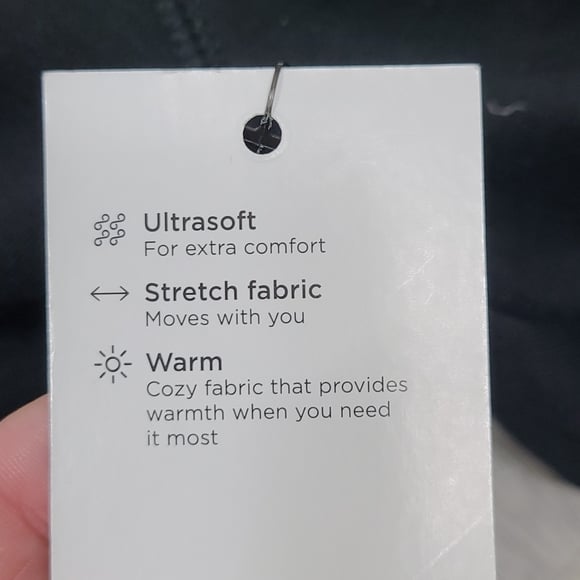 Ultrasoft
For extra comfort
Stretch fabric
Moves with you
Warm
Cozy fabric that provides
warmth when you need
it most